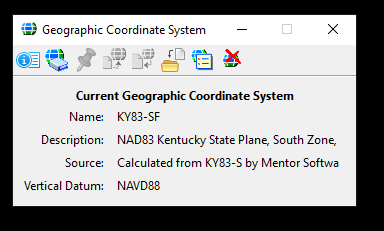 Geographic Coordinate System
Current Geographic Coordinate System
Name: KY83-SF
Description: NAD83 Kentucky State Plane, South Zone,
Source: Calculated from KY83-S by Mentor Softwa
Vertical Datum: NAVD88